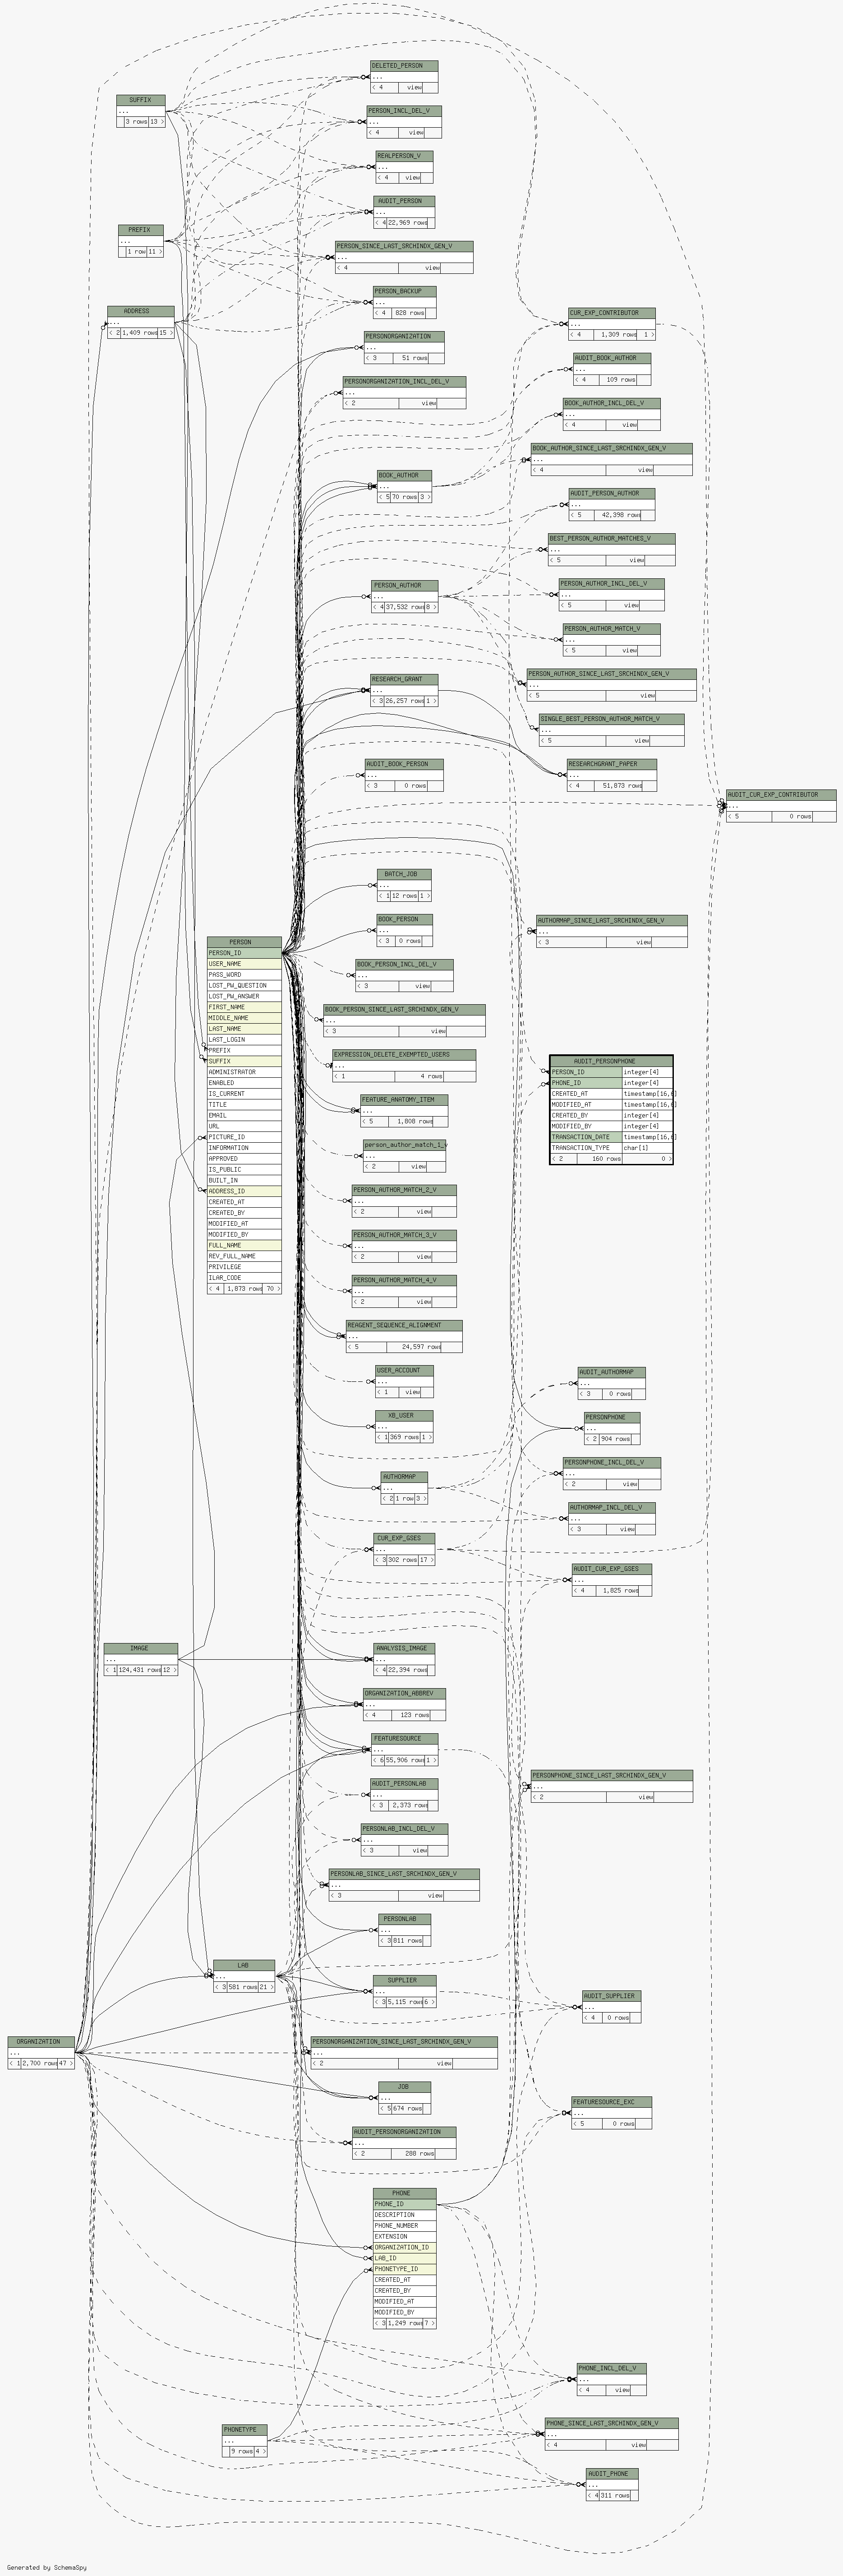 DELETED_PERSON
...
< 4 view
SUFFIX
...
3 rows 13 >
PERSON_INCL_DEL_V
...
< 4 view
REALPERSON_V
...
< 4 view
AUDIT_PERSON
...
< 4 22,969 rows
PREFIX
...
1 row 11 >
PERSON_SINCE_LAST_SRCHINDX_GEN_V
...
< 4 view
PERSON_BACKUP
...
< 4 828 rows
ADDRESS
...
< 2 1,409 rows 15 >
CUR_EXP_CONTRIBUTOR
...
< 4 1,309 rows 1 >
PERSONORGANIZATION
...
< 3 51 rows
AUDIT_BOOK_AUTHOR
...
< 4 109 rows
PERSONORGANIZATION_INCL_DEL_V
...
< 2 view
BOOK_AUTHOR_INCL_DEL_V
...
< 4 view
BOOK_AUTHOR_SINCE_LAST_SRCHINDX_GEN_V
...
< 4 view
BOOK_AUTHOR
...
< 5 70 rows 3 >
AUDIT_PERSON_AUTHOR
...
< 5 42,398 rows
BEST_PERSON_AUTHOR_MATCHES_V
...
< 5 view
PERSON_AUTHOR
...
< 4 37,532 rows 8 >
PERSON_AUTHOR_INCL_DEL_V
...
< 5 view
PERSON_AUTHOR_MATCH_V
...
< 5 view
RESEARCH_GRANT
...
< 3 26,257 rows 1 >
PERSON_AUTHOR_SINCE_LAST_SRCHINDX_GEN_V
...
< 5 view
SINGLE_BEST_PERSON_AUTHOR_MATCH_V
...
< 5 view
AUDIT_BOOK_PERSON
...
< 3 0 rows
RESEARCHGRANT_PAPER
...
< 4 51,873 rows
AUDIT_CUR_EXP_CONTRIBUTOR
...
< 5 0 rows
BATCH_JOB
...
< 1 12 rows 1 >
BOOK_PERSON
...
< 3 0 rows
AUTHORMAP_SINCE_LAST_SRCHINDX_GEN_V
...
< 3 view
PERSON
PERSON_ID
USER_NAME
PASS_WORD
LOST_PW_QUESTION
LOST_PW_ANSWER
FIRST_NAME
MIDDLE_NAME
LAST_NAME
LAST_LOGIN
PREFIX
SUFFIX
ADMINISTRATOR
ENABLED
IS_CURRENT
TITLE
EMAIL
URL
PICTURE_ID
INFORMATION
APPROVED
IS_PUBLIC
BUILT_IN
ADDRESS_ID
CREATED_AT
CREATED_BY
MODIFIED_AT
MODIFIED_BY
FULL_NAME
REV_FULL_NAME
PRIVILEGE
ILAR_CODE
< 4 1,873 rows 70 >
BOOK_PERSON_INCL_DEL_V
...
< 3 view
BOOK_PERSON_SINCE_LAST_SRCHINDX_GEN_V
...
< 3 view
EXPRESSION_DELETE_EXEMPTED_USERS
...
< 1 4 rows
AUDIT_PERSONPHONE
PERSON_ID integer[4]
PHONE_ID integer[4]
CREATED_AT timestamp[16,6]
MODIFIED_AT timestamp[16,6]
CREATED_BY integer[4]
MODIFIED_BY integer[4]
TRANSACTION_DATE timestamp[16,6]
TRANSACTION_TYPE char[1]
< 2 160 rows 0 >
FEATURE_ANATOMY_ITEM
...
< 5 1,808 rows
person_author_match_1_v
...
< 2 view
PERSON_AUTHOR_MATCH_2_V
...
< 2 view
PERSON_AUTHOR_MATCH_3_V
...
< 2 view
PERSON_AUTHOR_MATCH_4_V
...
< 2 view
REAGENT_SEQUENCE_ALIGNMENT
...
< 5 24,597 rows
USER_ACCOUNT
...
< 1 view
AUDIT_AUTHORMAP
...
< 3 0 rows
XB_USER
...
< 1 369 rows 1 >
PERSONPHONE
...
< 2 904 rows
AUTHORMAP
...
< 2 1 row 3 >
PERSONPHONE_INCL_DEL_V
...
< 2 view
AUTHORMAP_INCL_DEL_V
...
< 3 view
CUR_EXP_GSES
...
< 3 302 rows 17 >
AUDIT_CUR_EXP_GSES
...
< 4 1,825 rows
IMAGE
...
< 1 124,431 rows 12 >
ANALYSIS_IMAGE
...
< 4 22,394 rows
ORGANIZATION_ABBREV
...
< 4 123 rows
FEATURESOURCE
...
< 6 55,906 rows 1 >
PERSONPHONE_SINCE_LAST_SRCHINDX_GEN_V
...
< 2 view
AUDIT_PERSONLAB
...
< 3 2,373 rows
PERSONLAB_INCL_DEL_V
...
< 3 view
PERSONLAB_SINCE_LAST_SRCHINDX_GEN_V
...
< 3 view
PERSONLAB
...
< 3 811 rows
LAB
...
< 3 581 rows 21 >
SUPPLIER
...
< 3 5,115 rows 6 >
AUDIT_SUPPLIER
...
< 4 0 rows
ORGANIZATION
...
< 1 2,700 rows 47 >
PERSONORGANIZATION_SINCE_LAST_SRCHINDX_GEN_V
...
< 2 view
JOB
...
< 5 674 rows
FEATURESOURCE_EXC
...
< 5 0 rows
AUDIT_PERSONORGANIZATION
...
< 2 288 rows
PHONE
PHONE_ID
DESCRIPTION
PHONE_NUMBER
EXTENSION
ORGANIZATION_ID
LAB_ID
PHONETYPE_ID
CREATED_AT
CREATED_BY
MODIFIED_AT
MODIFIED_BY
< 3 1,249 rows 7 >
PHONE_INCL_DEL_V
...
< 4 view
PHONETYPE
...
9 rows 4 >
PHONE_SINCE_LAST_SRCHINDX_GEN_V
...
< 4 view
AUDIT_PHONE
...
< 4 311 rows
Generated by SchemaSpy